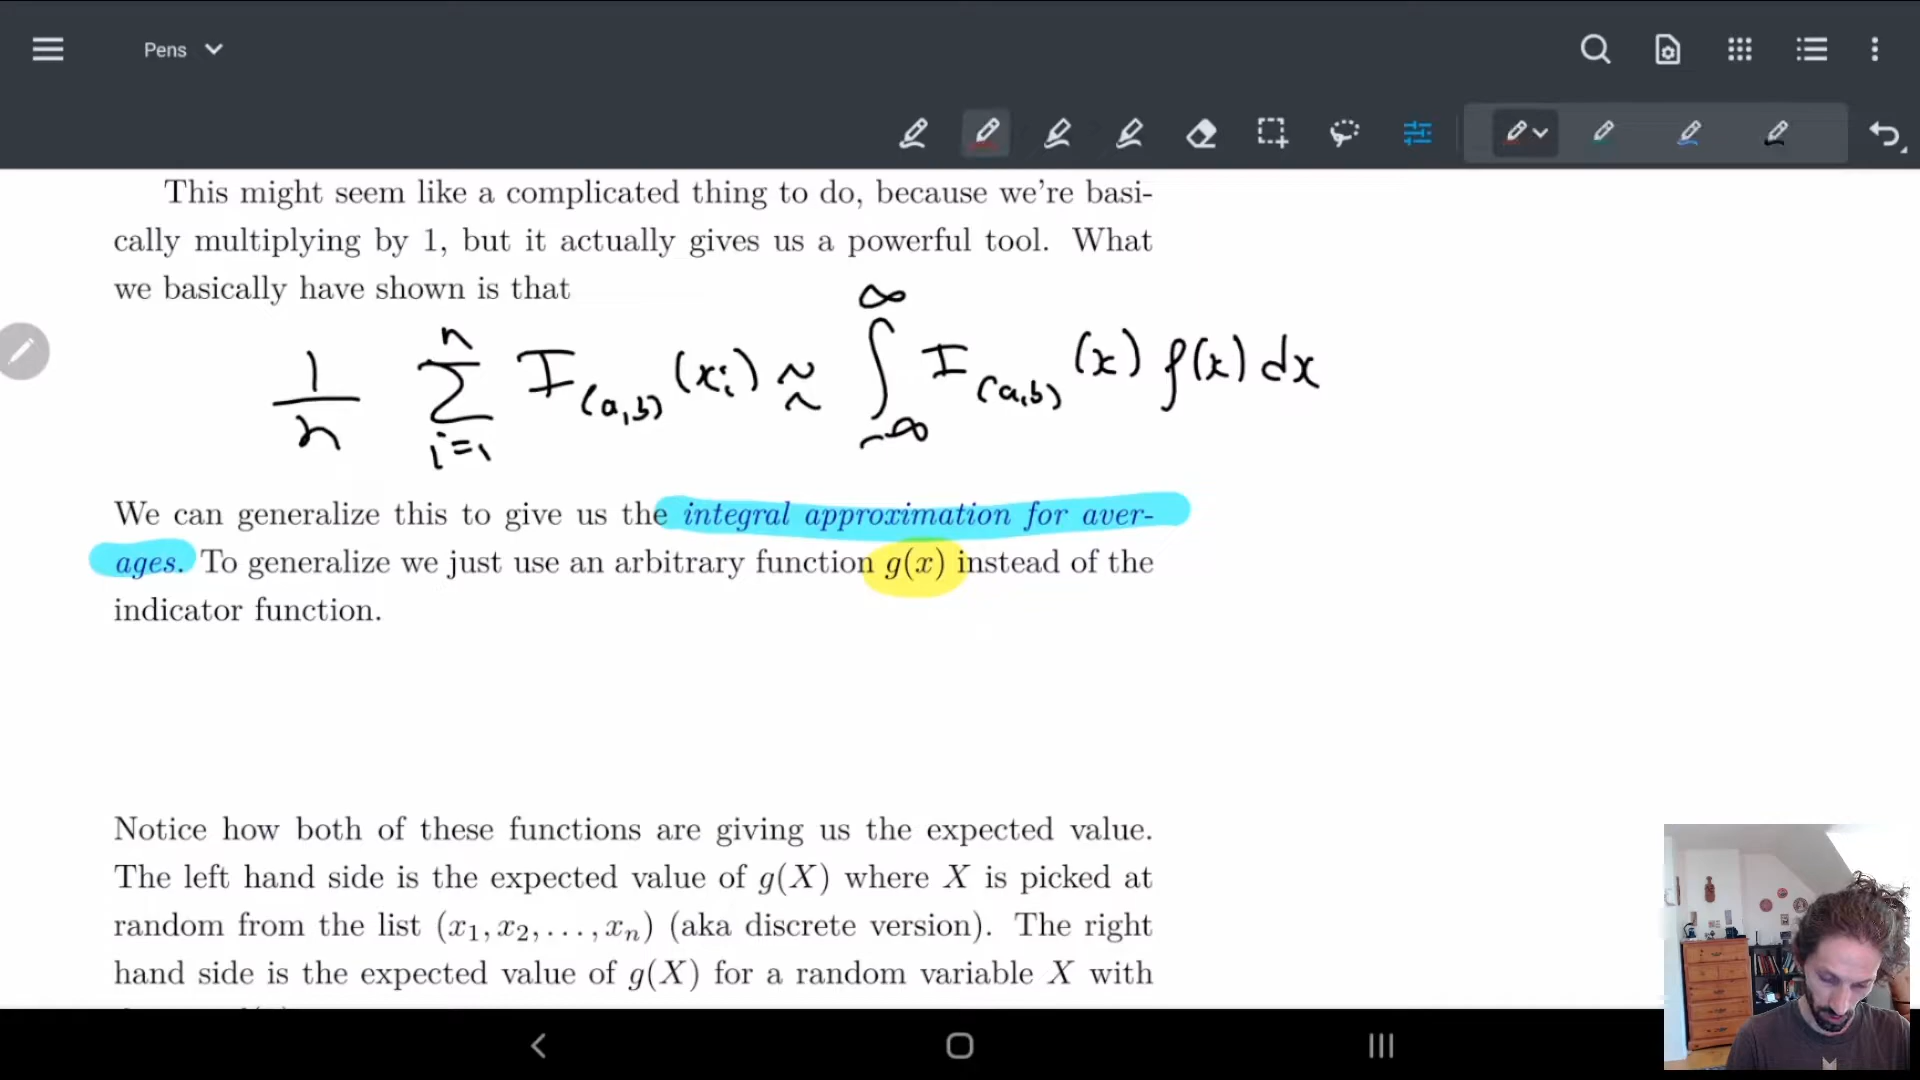 Pens
This might seem like a complicated thing to do, because we're basi-
cally multiplying by 1, but it actually gives us a powerful tool. What
we basically have shown is that
1/n ∑_{i=1}^{n} I_{(a,b)}(x_i) ≈ ∫_{-∞}^{∞} I_{(a,b)}(x) f(x) dx
We can generalize this to give us the integral approximation for aver-
ages. To generalize we just use an arbitrary function g(x) instead of the
indicator function.
Notice how both of these functions are giving us the expected value.
The left hand side is the expected value of g(X) where X is picked at
random from the list (x₁, x₂, . . . , xₙ) (aka discrete version). The right
hand side is the expected value of g(X) for a random variable X with